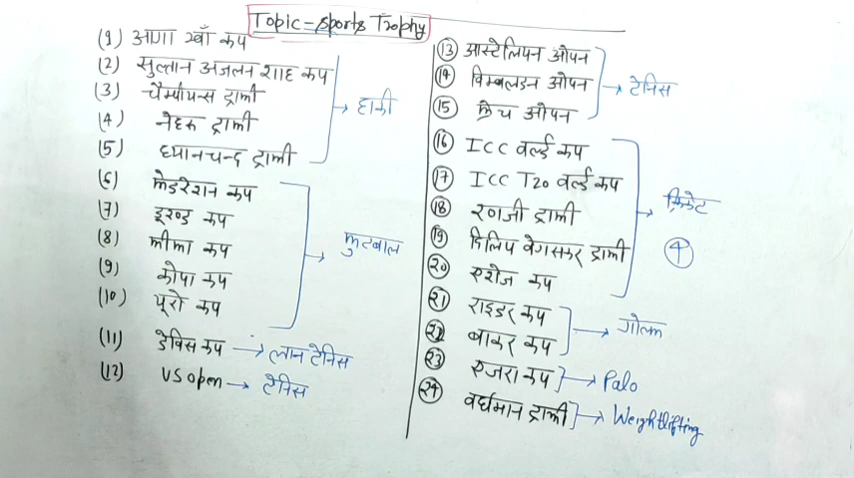 Topic - sports Trophy
(1) आगा खाँ कप
(2) सुल्तान अजलन शाह कप
(3) चैम्पीयन्स ट्राफी
(4) नेहरू ट्राफी
(5) ध्यानचन्द ट्राफी
→ हाकी
(6) फेडरेशन कप
(7) डूरण्ड कप
(8) फीफा कप
(9) कोपा कप
(10) यूरो कप
→ फुटबाल
(11) डेविस कप → लान टेनिस
(12) US open → टेनिस
(13) आस्टेलियन ओपन
(14) विम्बलडन ओपन
(15) फ्रेंच ओपन
→ टेनिस
(16) ICC वर्ल्ड कप
(17) ICC T20 वर्ल्ड कप
(18) रणजी ट्राफी
(19) दिलिप वेंगसकर ट्राफी
(20) एशेज कप
→ क्रिकेट
(4)
(21) राइडर कप
(22) वाकर कप
→ गोल्फ
(23) एजरा कप → Palo
(24) वर्धमान ट्राफी → Weightlifting